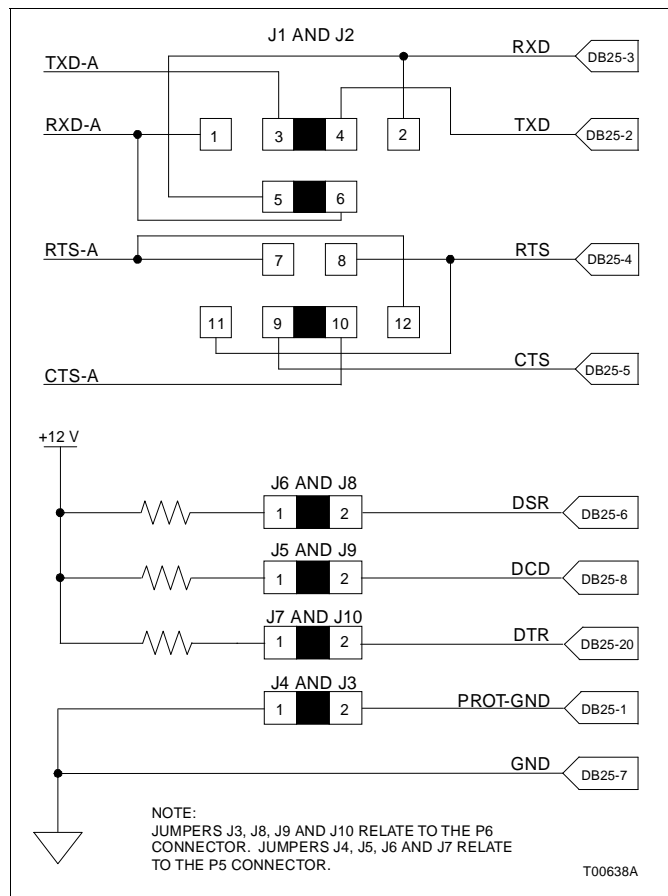 J1 AND J2
RXD
DB25-3
TXD-A
RXD-A
1
3
4
2
TXD
DB25-2
5
6
RTS-A
7
8
RTS
DB25-4
11
9
10
12
CTS-A
CTS
DB25-5
+12 V
J6 AND J8
1
2
DSR
DB25-6
J5 AND J9
1
2
DCD
DB25-8
J7 AND J10
1
2
DTR
DB25-20
J4 AND J3
1
2
PROT-GND
DB25-1
GND
DB25-7
NOTE:
JUMPERS J3, J8, J9 AND J10 RELATE TO THE P6
CONNECTOR. JUMPERS J4, J5, J6 AND J7 RELATE
TO THE P5 CONNECTOR.
T00638A